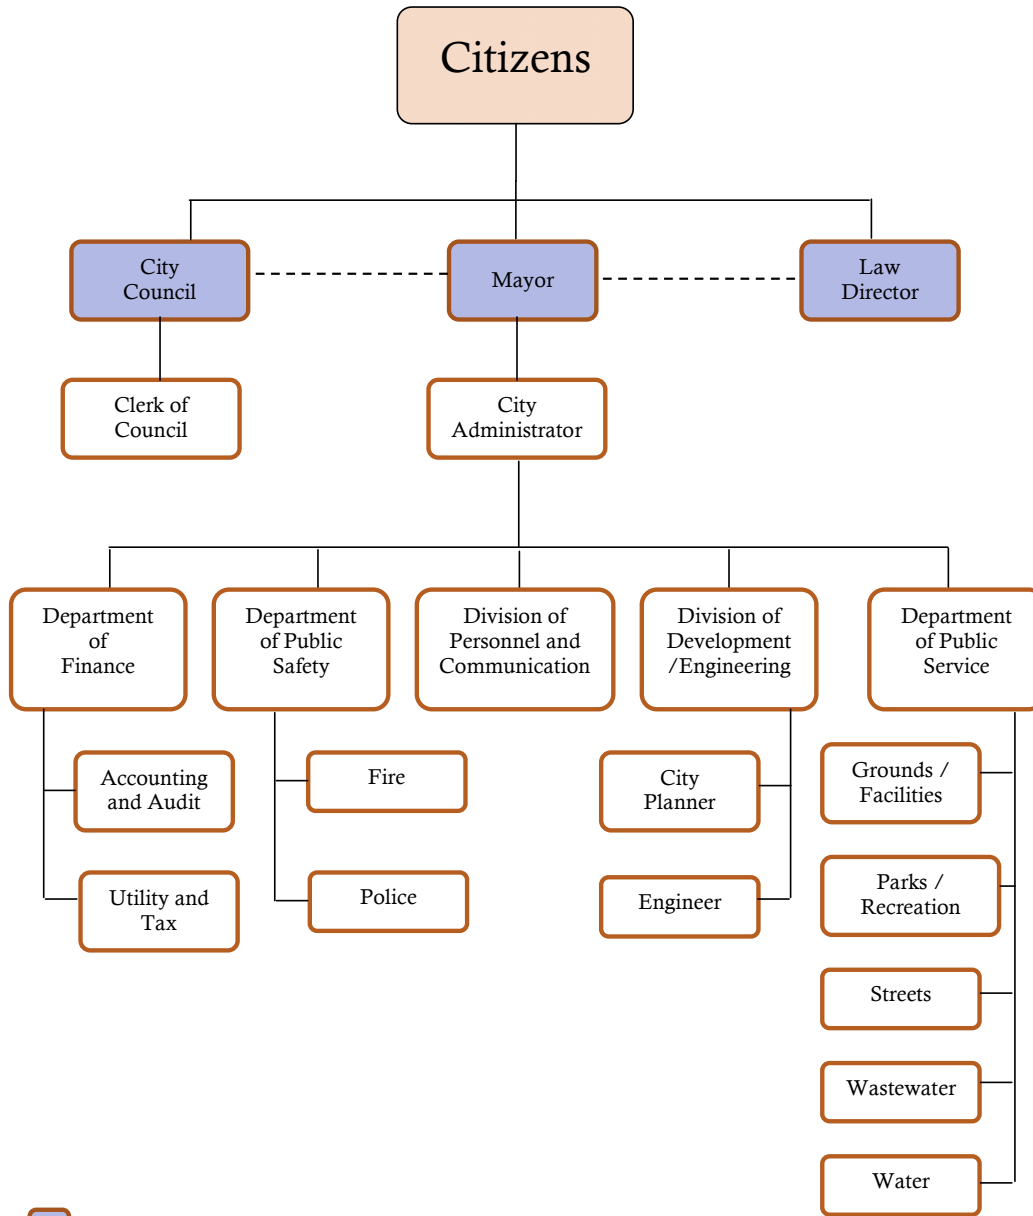 Citizens
City
Council
Mayor
Law
Director
Clerk of
Council
City
Administrator
Department
of
Finance
Department
of Public
Safety
Division of
Personnel and
Communication
Division of
Development
/Engineering
Department
of Public
Service
Accounting
and Audit
Utility and
Tax
Fire
Police
City
Planner
Engineer
Grounds /
Facilities
Parks /
Recreation
Streets
Wastewater
Water